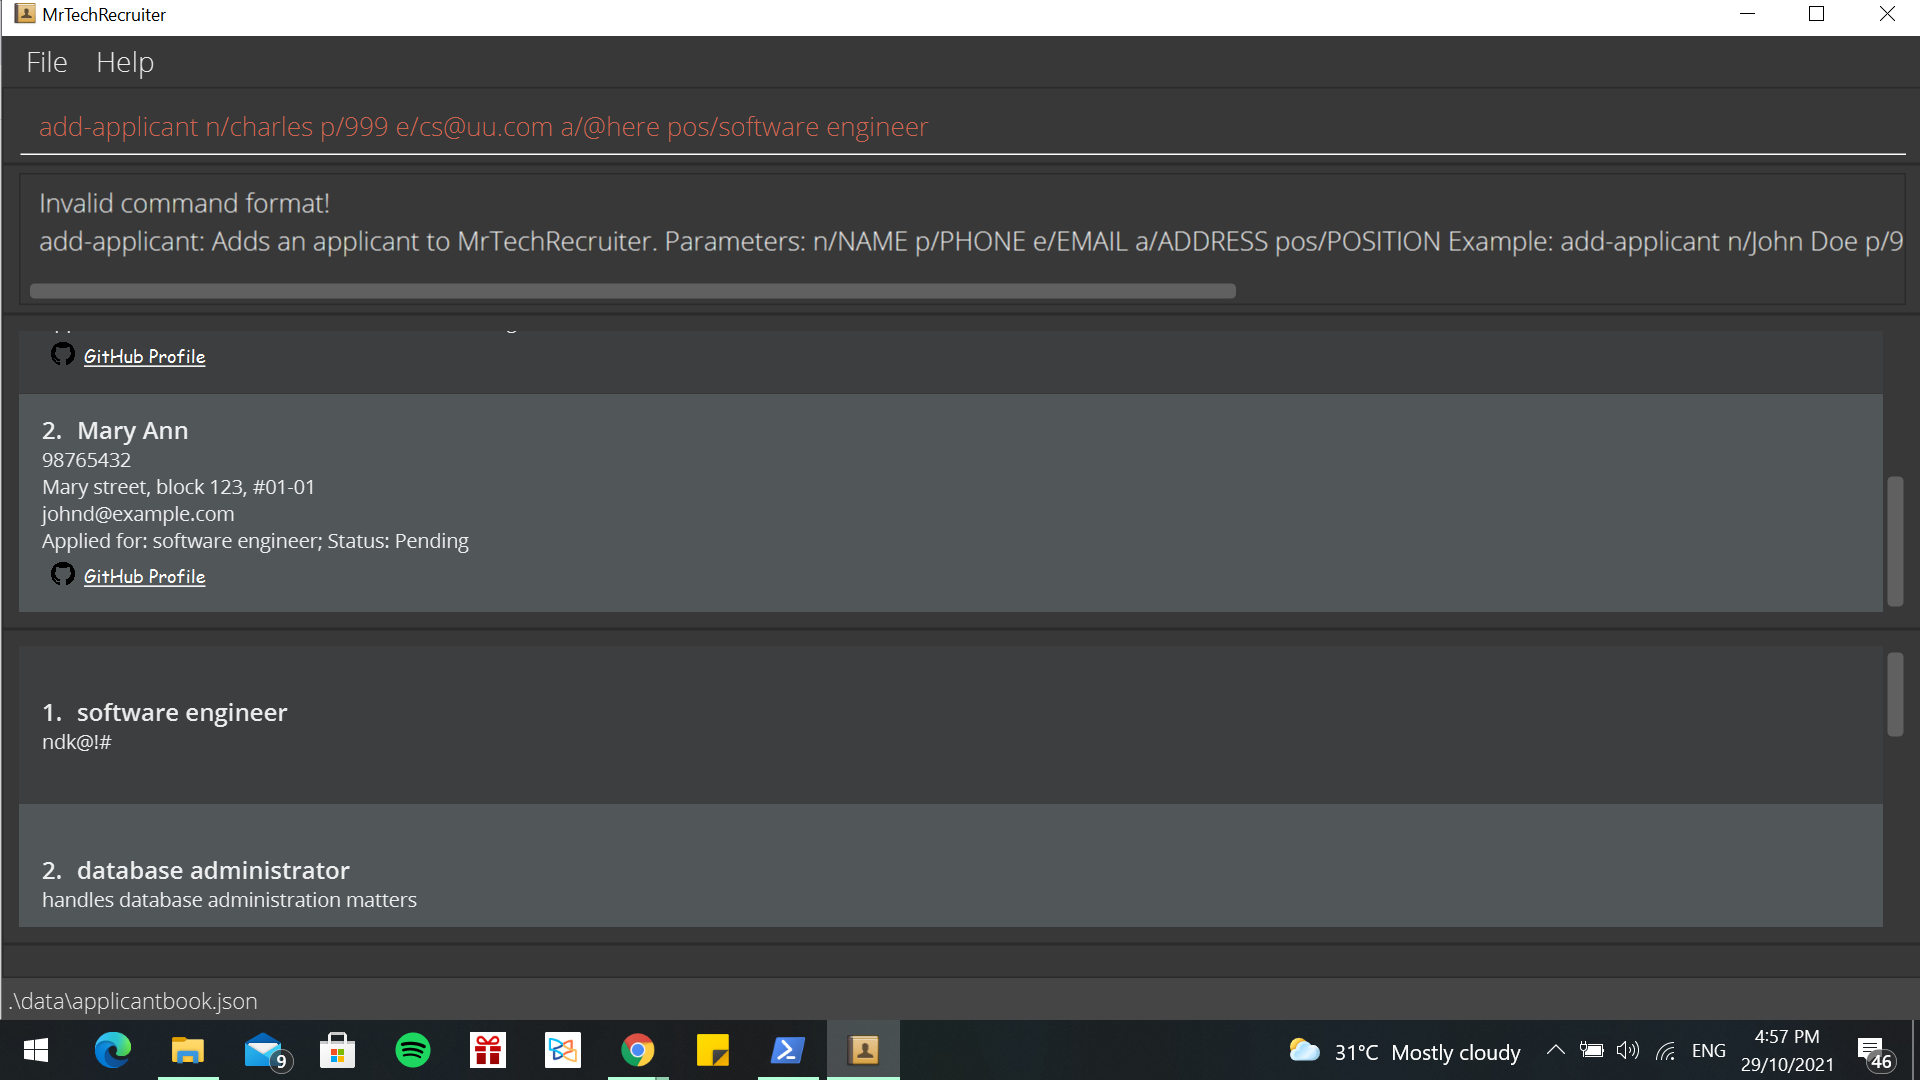 MrTechRecruiter
File Help
add-applicant n/charles p/999 e/cs@uu.com a/@here pos/software engineer
Invalid command format!
add-applicant: Adds an applicant to MrTechRecruiter. Parameters: n/NAME p/PHONE e/EMAIL a/ADDRESS pos/POSITION Example: add-applicant n/John Doe p/9
GitHub Profile
2. Mary Ann
98765432
Mary street, block 123, #01-01
johnd@example.com
Applied for: software engineer; Status: Pending
GitHub Profile
1. software engineer
ndk@!#
2. database administrator
handles database administration matters
.\data\applicantbook.json
9
31°C Mostly cloudy
ENG
4:57 PM
29/10/2021
46